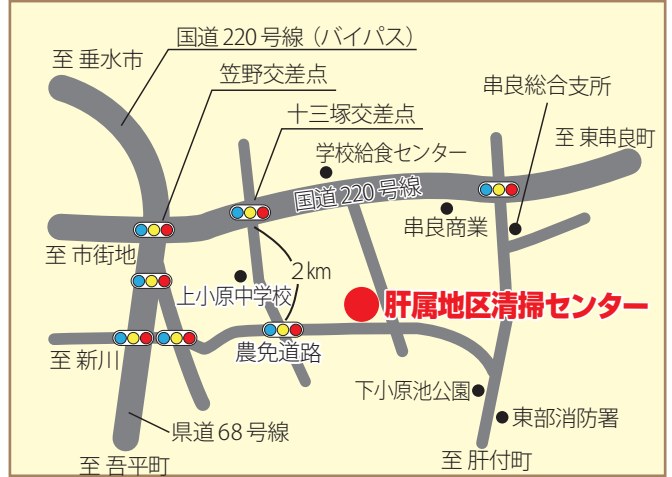 国道220号線（バイパス）
至 垂水市
笠野交差点
串良総合支所
十三塚交差点
至 東串良町
学校給食センター
国道220号線
串良商業
至 市街地
2km
上小原中学校
肝属地区清掃センター
農免道路
至 新川
下小原池公園
東部消防署
県道68号線
至 吾平町
至 肝付町